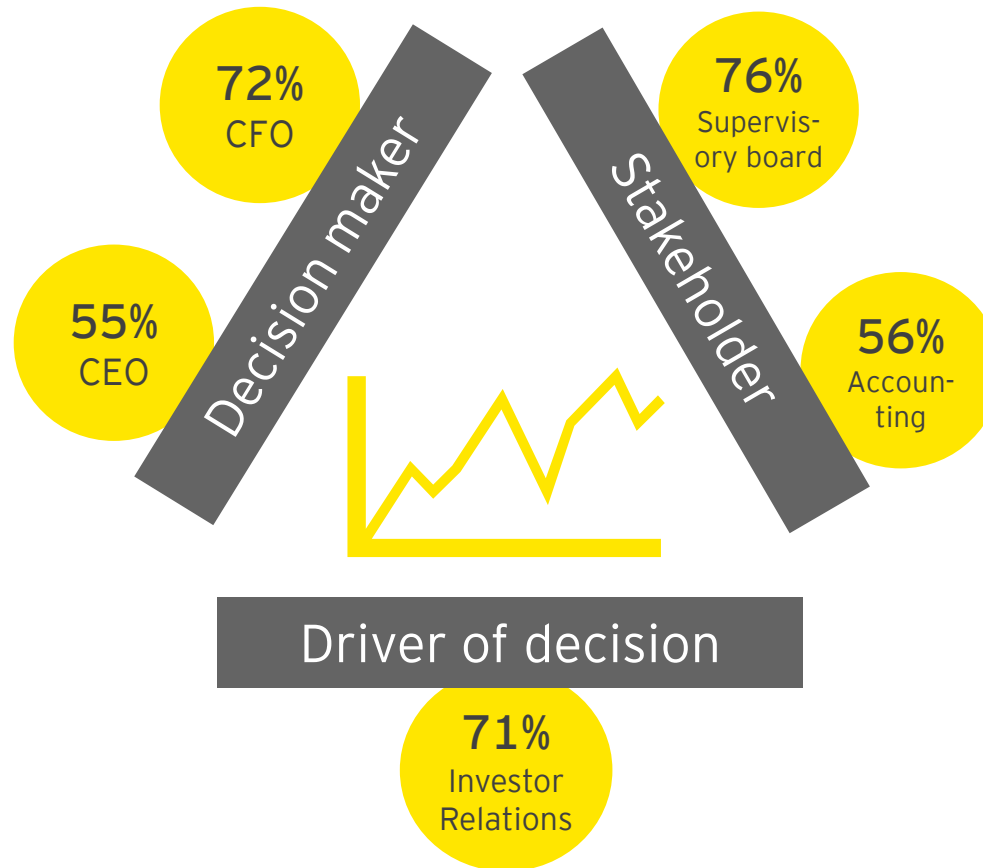 72%
CFO
55%
CEO
Decision maker
76%
Supervis-
ory board
56%
Accoun-
ting
Stakeholder
Driver of decision
71%
Investor
Relations